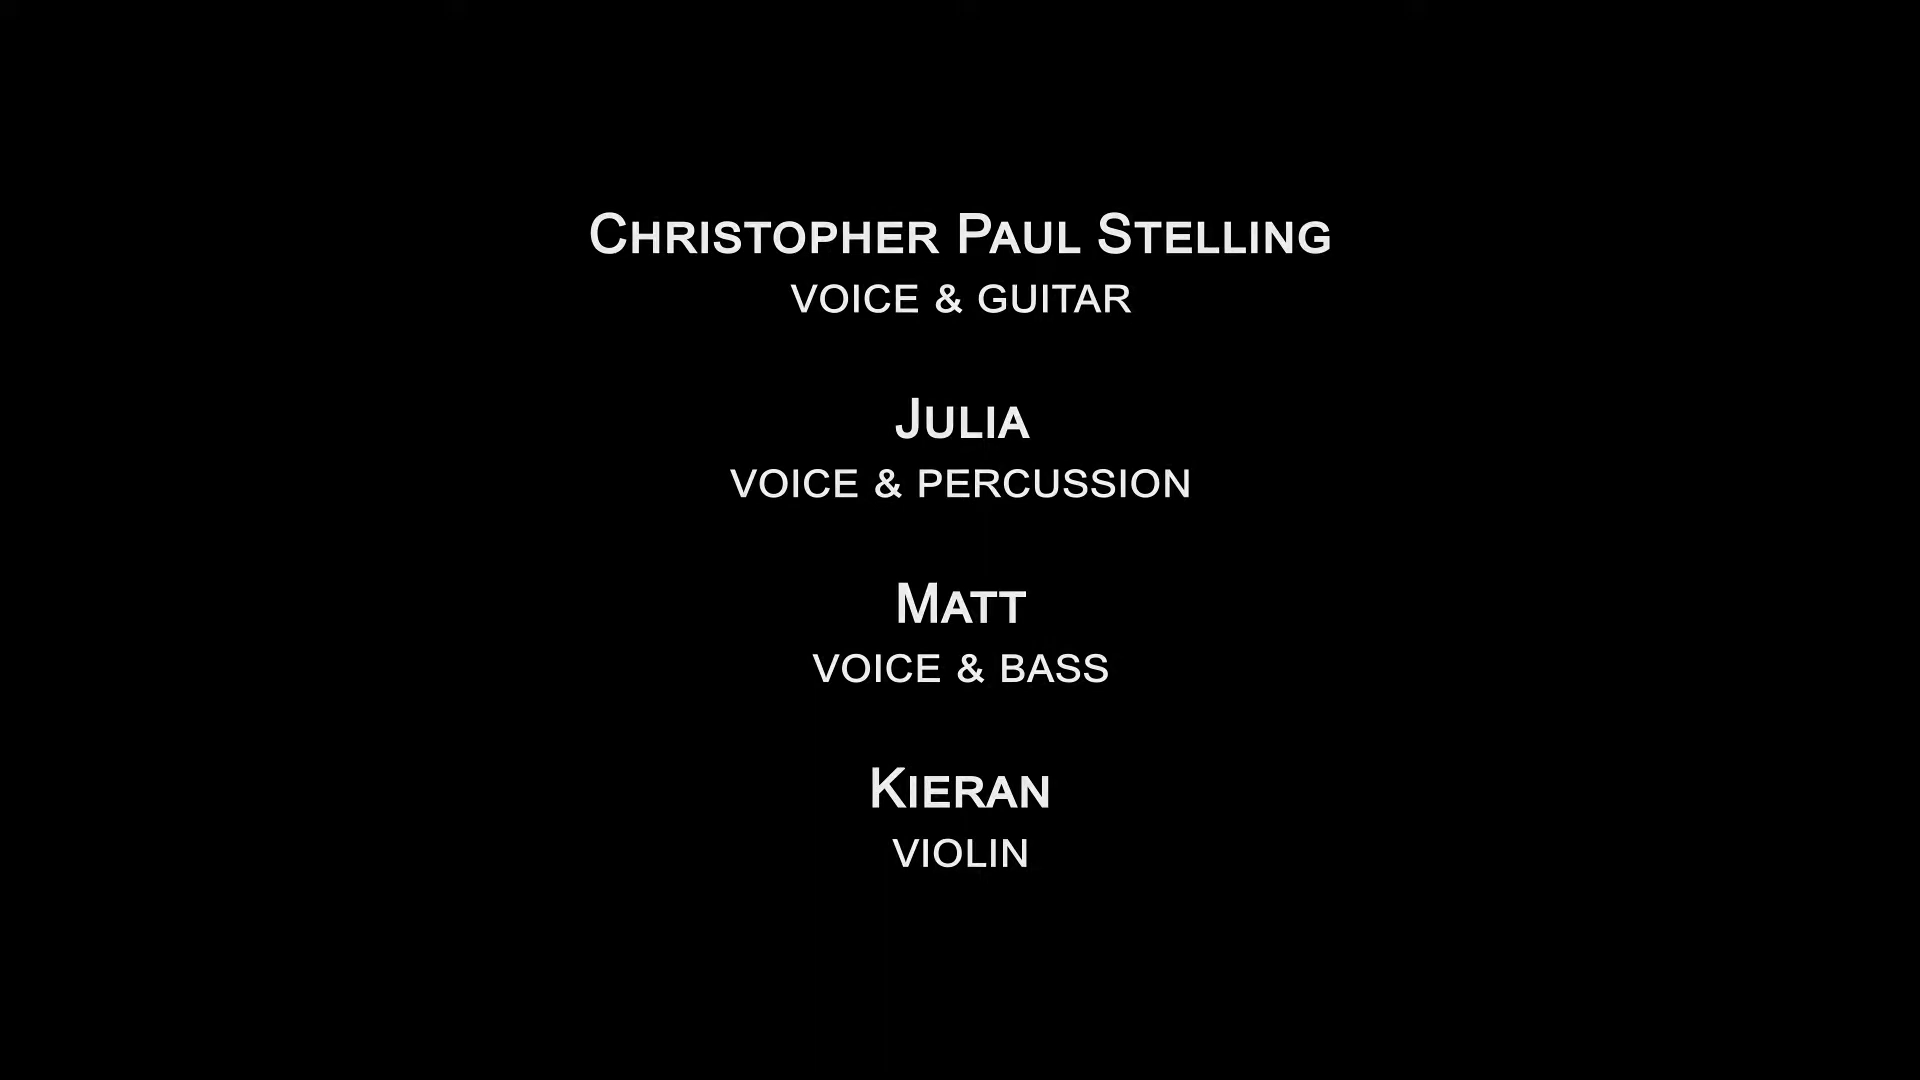 Christopher Paul Stelling
VOICE & GUITAR
Julia
VOICE & PERCUSSION
Matt
VOICE & BASS
Kieran
VIOLIN